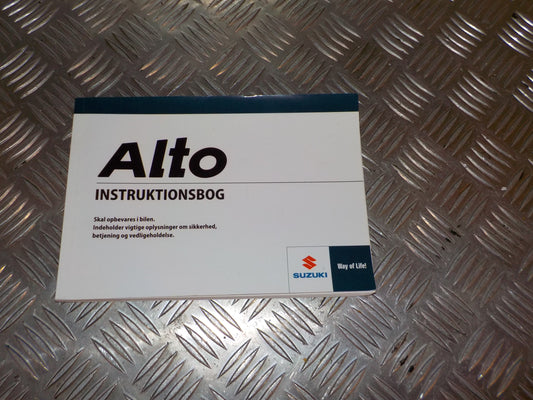 Alto
INSTRUKTIONSBOG
Skal opbevares i bilen.
Indeholder vigtige oplysninger om sikkerhed,
betjening og vedligeholdelse.
SUZUKI
Way of Life!